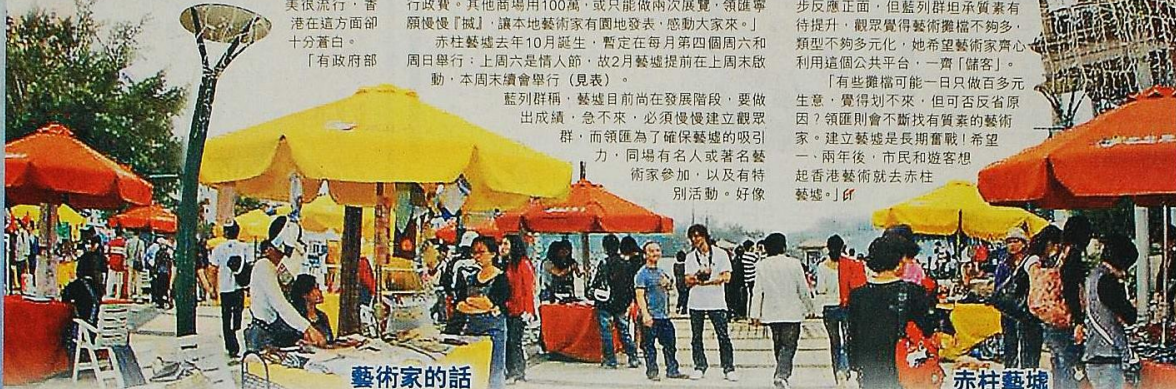 美很流行，香
港在這方面卻
十分蒼白。
「有政府部
行政費。其他商場用100萬，或只能做兩次展覽，領匯寧
願慢慢『摵』，讓本地藝術家有園地發表，感動大家來。」
赤柱藝墟去年10月誕生，暫定在每月第四個周六和
周日舉行；上周六是情人節，故2月藝墟提前在上周末啟
動，本周末續會舉行（見表）。
藍列群稱，藝墟目前尚在發展階段，要做
出成績，急不來，必須慢慢建立觀眾
群，而領匯為了確保藝墟的吸引
力，同場有名人或著名藝
術家參加，以及有特
別活動。好像
步反應正面，但藍列群坦承質素有
待提升，觀眾覺得藝術攤檔不夠多，
類型不夠多元化，她希望藝術家齊心
利用這個公共平台，一齊「儲客」。
「有些攤檔可能一日只做百多元
生意，覺得划不來，但可否反省原
因？領匯則會不斷找有質素的藝術
家。建立藝墟是長期奮戰！希望
一、兩年後，市民和遊客想
起香港藝術就去赤柱
藝墟。」
藝術家的話
赤柱藝墟